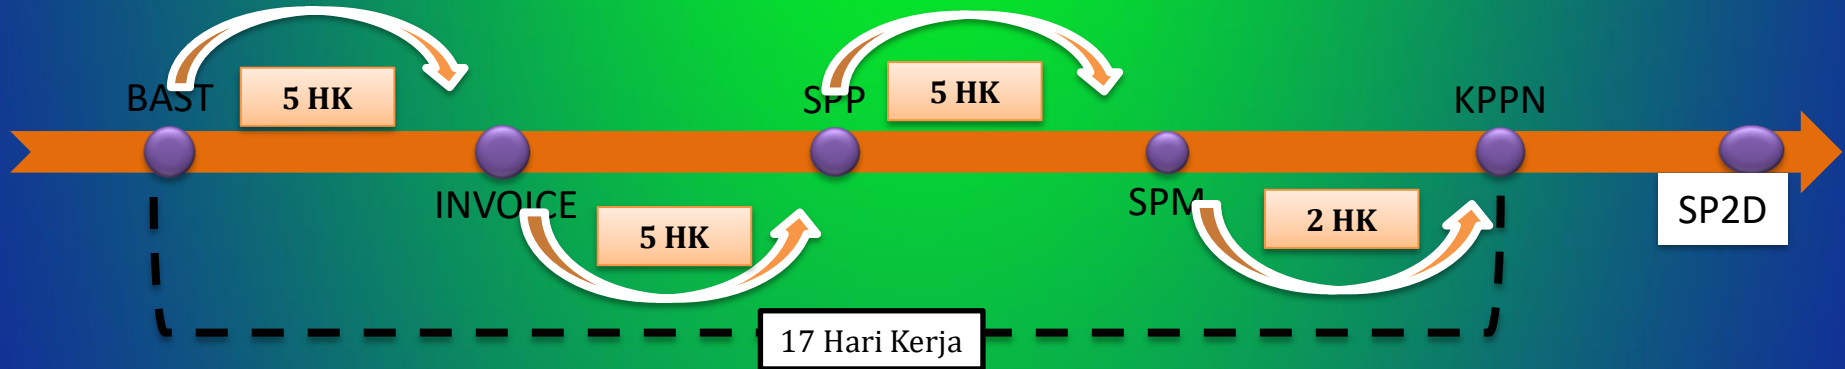 BAST
5 HK
INVOICE
5 HK
SPP
5 HK
SPM
2 HK
KPPN
SP2D
17 Hari Kerja